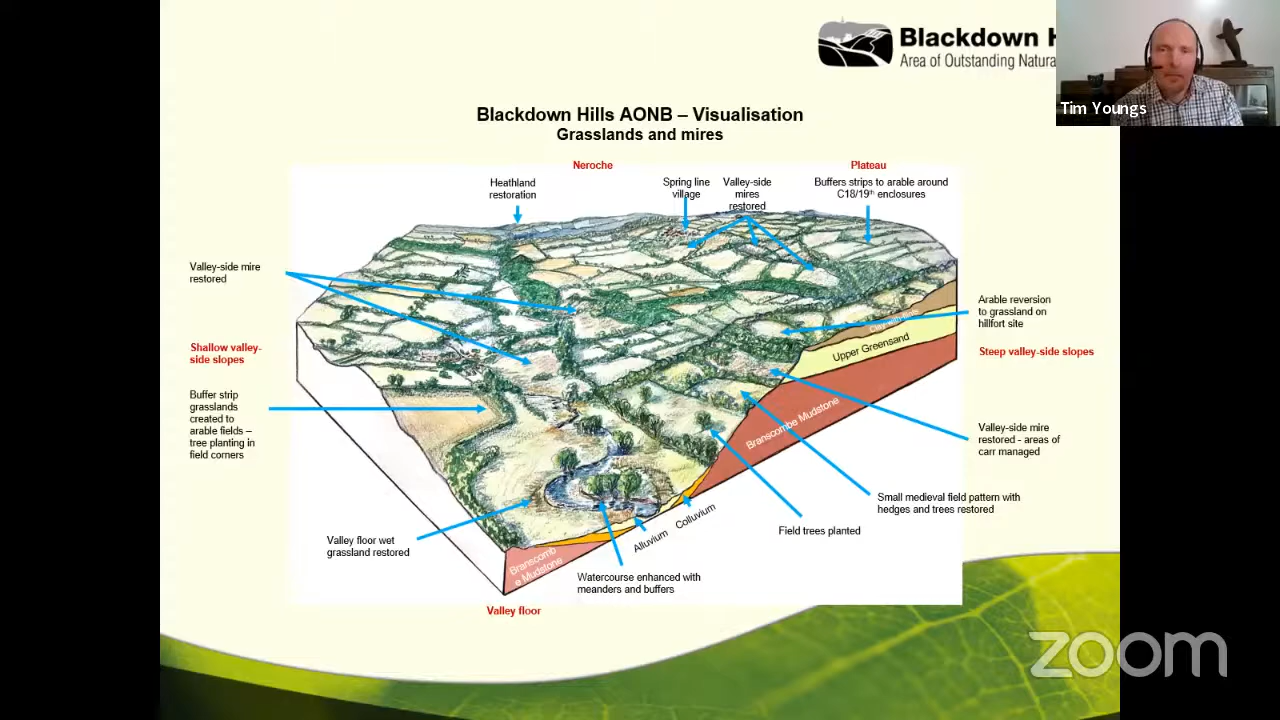 Blackdown H
Area of Outstanding Natura
Tim Youngs
Blackdown Hills AONB – Visualisation
Grasslands and mires
Neroche
Plateau
Heathland
restoration
Spring line
village
Valley-side
mires
restored
Buffers strips to arable around
C18/19th enclosures
Valley-side mire
restored
Arable reversion
to grassland on
hillfort site
Upper Greensand
Shallow valley-
side slopes
Steep valley-side slopes
Buffer strip
grasslands
created to
arable fields –
tree planting in
field corners
Branscombe Mudstone
Valley-side mire
restored - areas of
carr managed
Small medieval field pattern with
hedges and trees restored
Field trees planted
Colluvium
Alluvium
Valley floor wet
grassland restored
Branscomb
e Mudstone
Watercourse enhanced with
meanders and buffers
Valley floor
zoom